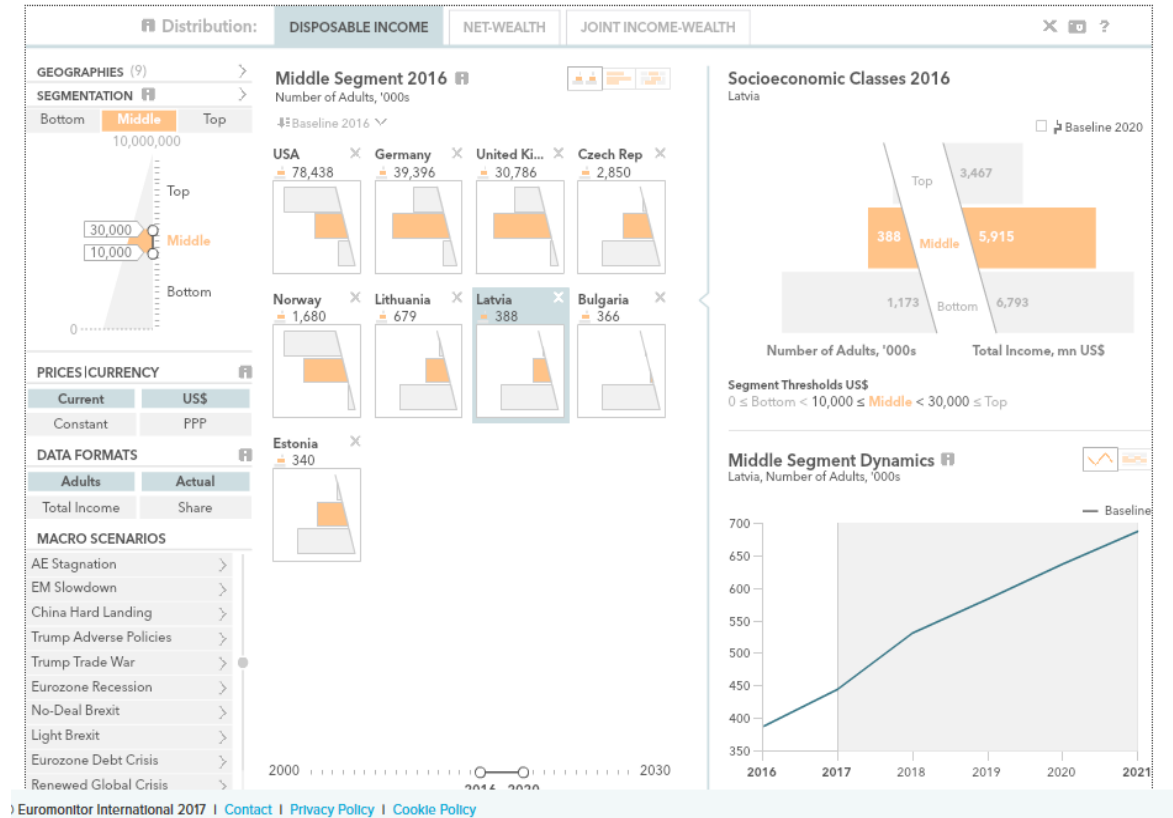 Distribution: DISPOSABLE INCOME NET-WEALTH JOINT INCOME-WEALTH X ?
GEOGRAPHIES (9)
SEGMENTATION
Bottom Middle Top
10,000,000
Top
30,000
Middle
10,000
Bottom
0
PRICES|CURRENCY
Current US$
Constant PPP
DATA FORMATS
Adults Actual
Total Income Share
MACRO SCENARIOS
AE Stagnation
EM Slowdown
China Hard Landing
Trump Adverse Policies
Trump Trade War
Eurozone Recession
No-Deal Brexit
Light Brexit
Eurozone Debt Crisis
Renewed Global Crisis
Middle Segment 2016
Number of Adults, '000s
Baseline 2016
USA Germany United Ki... Czech Rep
78,438 39,396 30,786 2,850
Norway Lithuania Latvia Bulgaria
1,680 679 388 366
Estonia
340
2000 2030
2016 2020
Socioeconomic Classes 2016
Latvia
Baseline 2020
Top 3,467
388 Middle 5,915
1,173 Bottom 6,793
Number of Adults, '000s Total Income, mn US$
Segment Thresholds US$
0 ≤ Bottom < 10,000 ≤ Middle < 30,000 ≤ Top
Middle Segment Dynamics
Latvia, Number of Adults, '000s
Baseline
700
650
600
550
500
450
400
350
2016 2017 2018 2019 2020 2021
Euromonitor International 2017 I Contact I Privacy Policy I Cookie Policy